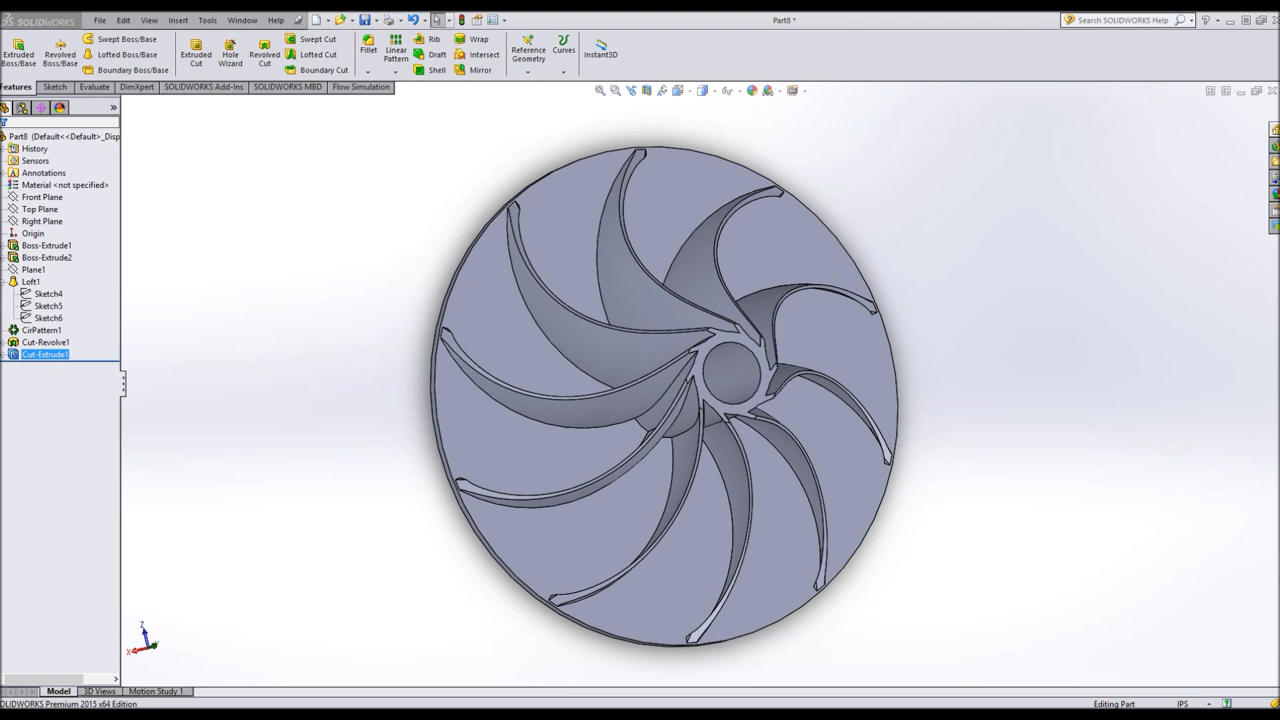 SOLIDWORKS File Edit View Insert Tools Window Help Part8 * Search SOLIDWORKS Help
Extruded Boss/Base
Revolved Boss/Base
Swept Boss/Base
Lofted Boss/Base
Boundary Boss/Base
Extruded Cut
Hole Wizard
Revolved Cut
Swept Cut
Lofted Cut
Boundary Cut
Fillet
Linear Pattern
Rib
Draft
Shell
Wrap
Intersect
Mirror
Reference Geometry
Curves
Instant3D
Features Sketch Evaluate DimXpert SOLIDWORKS Add-Ins SOLIDWORKS MBD Flow Simulation
Part8 (Default<<Default>_Disp
History
Sensors
Annotations
Material <not specified>
Front Plane
Top Plane
Right Plane
Origin
Boss-Extrude1
Boss-Extrude2
Plane1
Loft1
Sketch4
Sketch5
Sketch6
CirPattern1
Cut-Revolve1
Cut-Extrude1
Z
X
Model 3D Views Motion Study 1
OLIDWORKS Premium 2015 x64 Edition Editing Part IPS